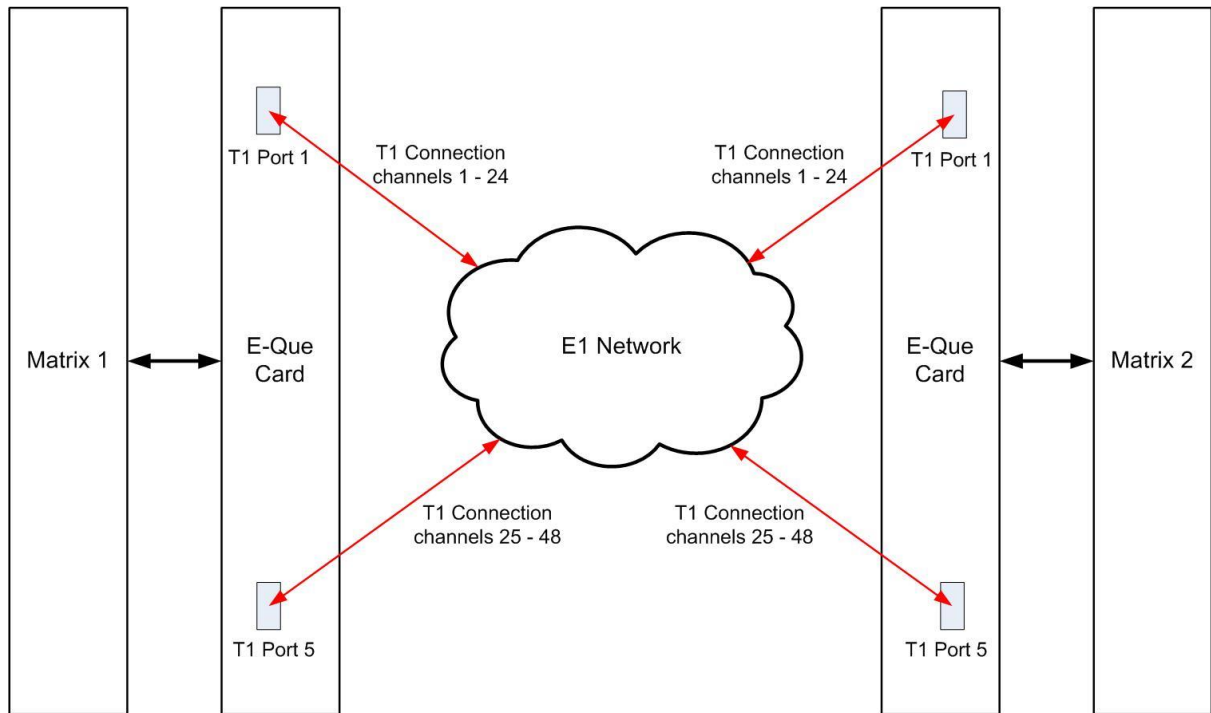 T1 Port 1
T1 Connection
channels 1 - 24
T1 Connection
channels 1 - 24
T1 Port 1
Matrix 1
E-Que
Card
E1 Network
E-Que
Card
Matrix 2
T1 Connection
channels 25 - 48
T1 Connection
channels 25 - 48
T1 Port 5
T1 Port 5